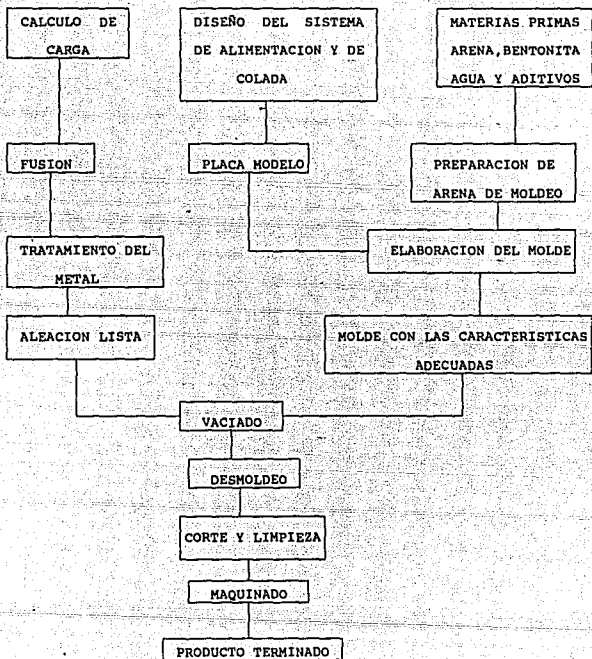 CALCULO DE
CARGA
DISEÑO DEL SISTEMA
DE ALIMENTACION Y DE
COLADA
MATERIAS PRIMAS
ARENA, BENTONITA
AGUA Y ADITIVOS
FUSION
PLACA MODELO
PREPARACION DE
ARENA DE MOLDEO
TRATAMIENTO DEL
METAL
ELABORACION DEL MOLDE
ALEACION LISTA
MOLDE CON LAS CARACTERISTICAS
ADECUADAS
VACIADO
DESMOLDEO
CORTE Y LIMPIEZA
MAQUINADO
PRODUCTO TERMINADO